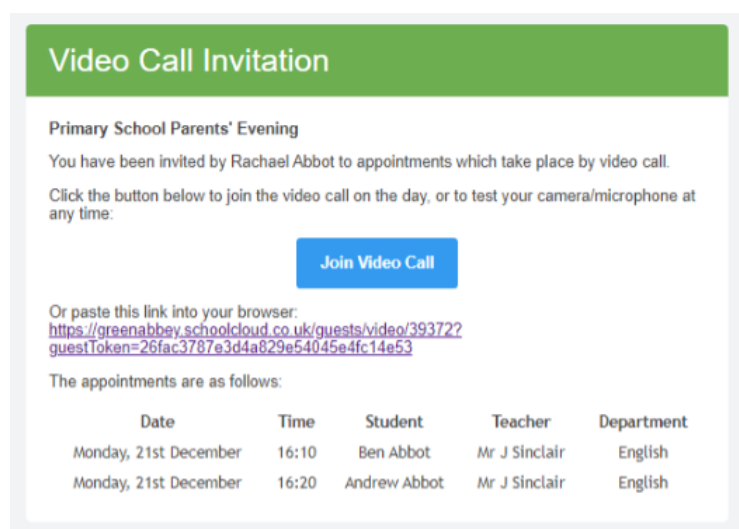 Video Call Invitation
Primary School Parents' Evening
You have been invited by Rachael Abbot to appointments which take place by video call.
Click the button below to join the video call on the day, or to test your camera/microphone at
any time:
Join Video Call
Or paste this link into your browser:
https://greenabbey.schoolcloud.co.uk/guests/video/39372?
guestToken=26fac3787e3d4a829e54045e4fc14e53
The appointments are as follows:
Date Time Student Teacher Department
Monday, 21st December 16:10 Ben Abbot Mr J Sinclair English
Monday, 21st December 16:20 Andrew Abbot Mr J Sinclair English